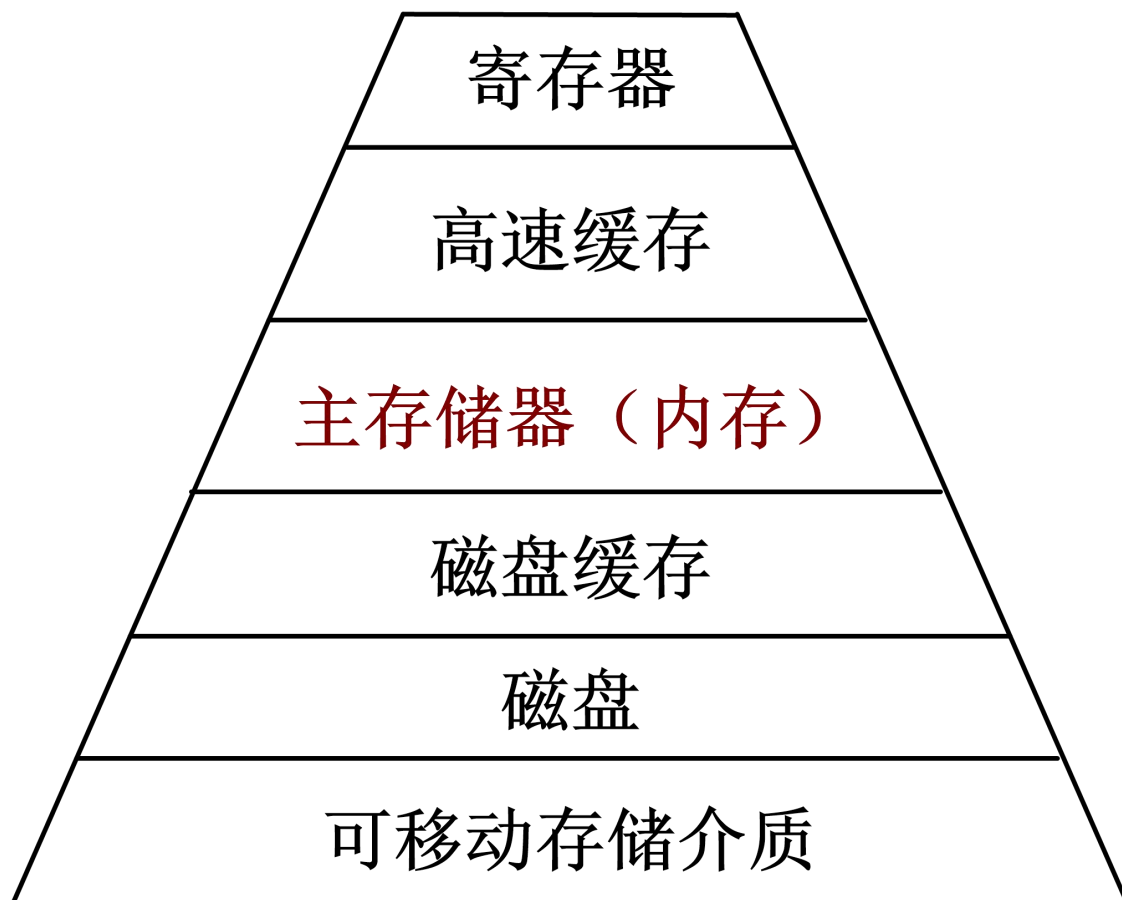 寄存器
高速缓存
主存储器（内存）
磁盘缓存
磁盘
可移动存储介质